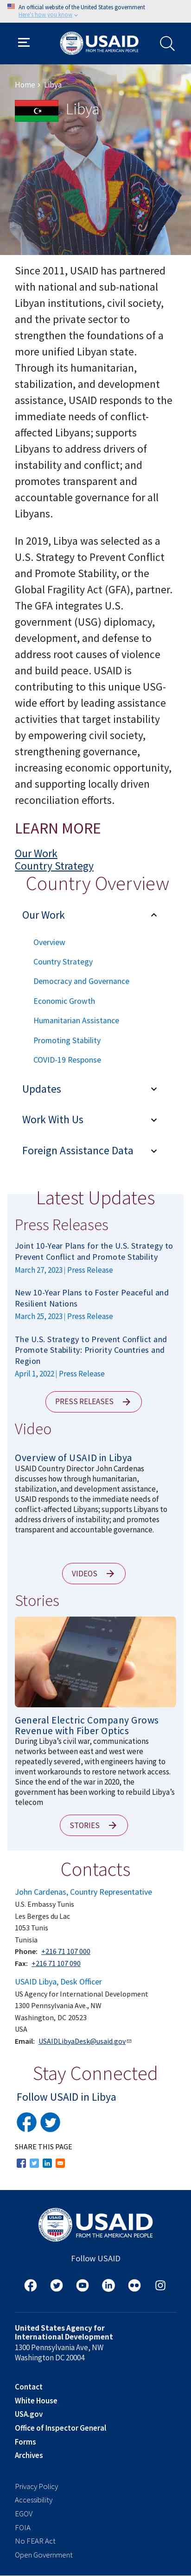 An official website of the United States government
Here's how you know
USAID
FROM THE AMERICAN PEOPLE
Home › Libya
Libya
Since 2011, USAID has partnered
with national and sub-national
Libyan institutions, civil society,
and the private sector to
strengthen the foundations of a
more unified Libyan state.
Through its humanitarian,
stabilization, and development
assistance, USAID responds to the
immediate needs of conflict-
affected Libyans; supports
Libyans to address drivers of
instability and conflict; and
promotes transparent and
accountable governance for all
Libyans.
In 2019, Libya was selected as a
U.S. Strategy to Prevent Conflict
and Promote Stability, or the
Global Fragility Act (GFA), partner.
The GFA integrates U.S.
government (USG) diplomacy,
development, and defense to
address root causes of violence
and build peace. USAID is
contributing to this unique USG-
wide effort by leading assistance
activities that target instability
by empowering civil society,
strengthening governance,
increasing economic opportunity,
and supporting locally driven
reconciliation efforts.
LEARN MORE
Our Work
Country Strategy
Country Overview
Our Work
Overview
Country Strategy
Democracy and Governance
Economic Growth
Humanitarian Assistance
Promoting Stability
COVID-19 Response
Updates
Work With Us
Foreign Assistance Data
Latest Updates
Press Releases
Joint 10-Year Plans for the U.S. Strategy to
Prevent Conflict and Promote Stability
March 27, 2023 | Press Release
New 10-Year Plans to Foster Peaceful and
Resilient Nations
March 25, 2023 | Press Release
The U.S. Strategy to Prevent Conflict and
Promote Stability: Priority Countries and
Region
April 1, 2022 | Press Release
PRESS RELEASES
Video
Overview of USAID in Libya
USAID Country Director John Cardenas
discusses how through humanitarian,
stabilization, and development assistance,
USAID responds to the immediate needs of
conflict-affected Libyans; supports Libyans to
address drivers of instability; and promotes
transparent and accountable governance.
VIDEOS
Stories
General Electric Company Grows
Revenue with Fiber Optics
During Libya's civil war, communications
networks between east and west were
repeatedly severed, with engineers having to
invent workarounds to restore network access.
Since the end of the war in 2020, the
government has been working to rebuild Libya's
telecom
STORIES
Contacts
John Cardenas, Country Representative
U.S. Embassy Tunis
Les Berges du Lac
1053 Tunis
Tunisia
Phone: +216 71 107 000
Fax: +216 71 107 090
USAID Libya, Desk Officer
US Agency for International Development
1300 Pennsylvania Ave., NW
Washington, DC 20523
USA
Email: USAIDLibyaDesk@usaid.gov
Stay Connected
Follow USAID in Libya
SHARE THIS PAGE
USAID
FROM THE AMERICAN PEOPLE
Follow USAID
United States Agency for
International Development
1300 Pennsylvania Ave, NW
Washington DC 20004
Contact
White House
USA.gov
Office of Inspector General
Forms
Archives
Privacy Policy
Accessibility
EGOV
FOIA
No FEAR Act
Open Government